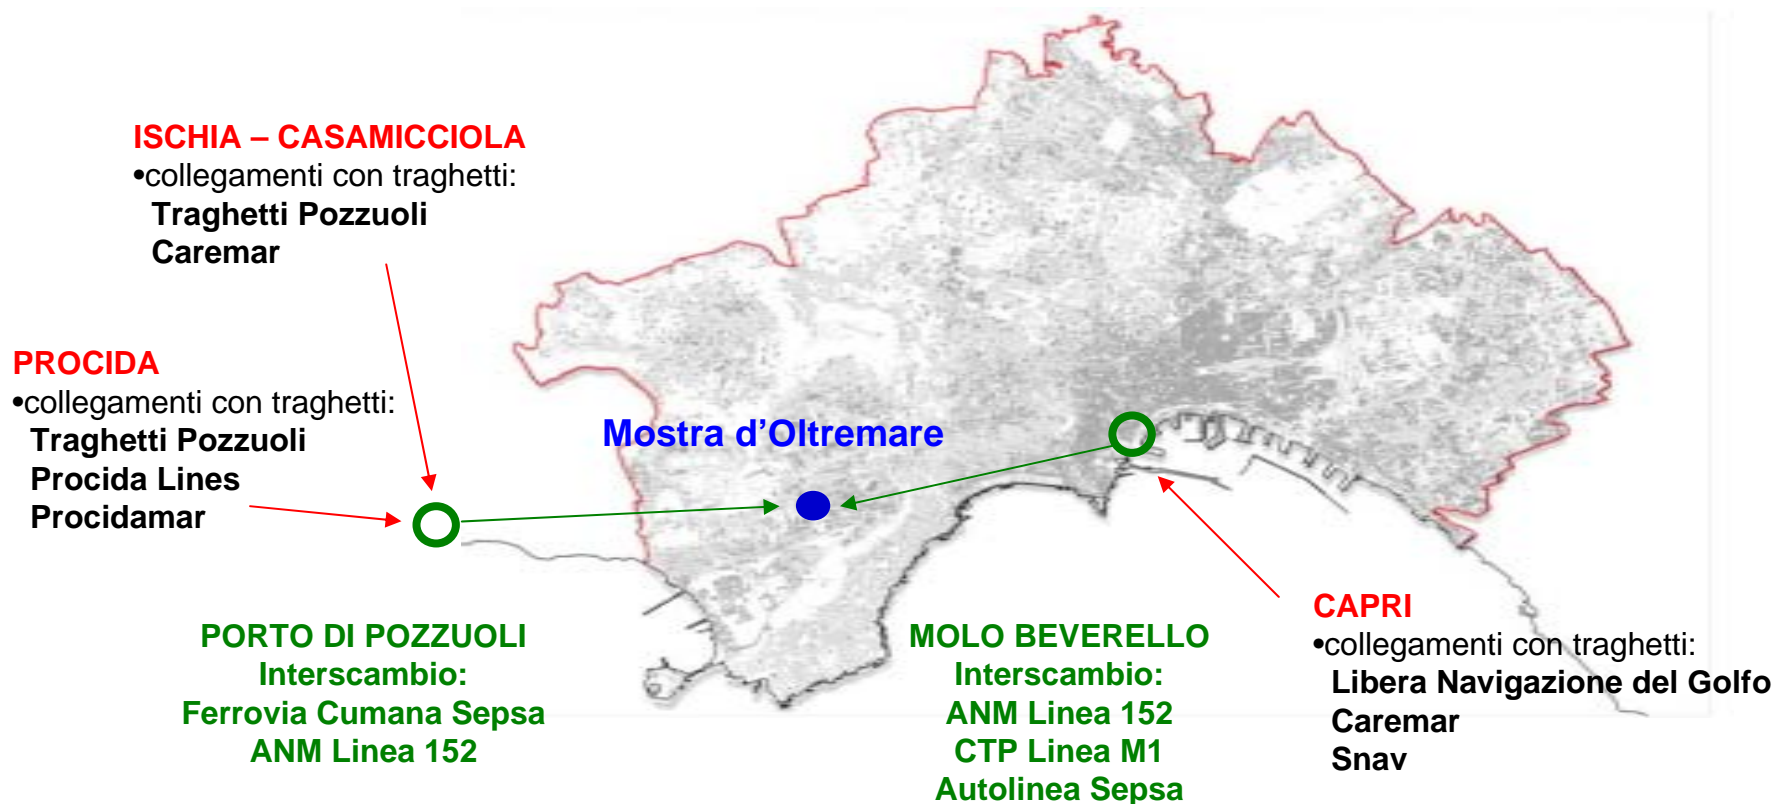 ISCHIA – CASAMICCIOLA
•collegamenti con traghetti:
Traghetti Pozzuoli
Caremar
PROCIDA
•collegamenti con traghetti:
Traghetti Pozzuoli
Procida Lines
Procidamar
Mostra d’Oltremare
PORTO DI POZZUOLI
Interscambio:
Ferrovia Cumana Sepsa
ANM Linea 152
MOLO BEVERELLO
Interscambio:
ANM Linea 152
CTP Linea M1
Autolinea Sepsa
CAPRI
•collegamenti con traghetti:
Libera Navigazione del Golfo
Caremar
Snav